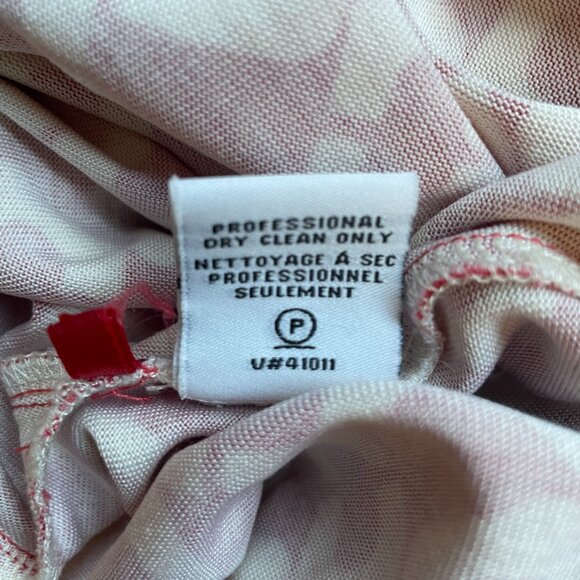 PROFESSIONAL
DRY CLEAN ONLY
NETTOYAGE À SEC
PROFESSIONNEL
SEULEMENT
P
V#41011